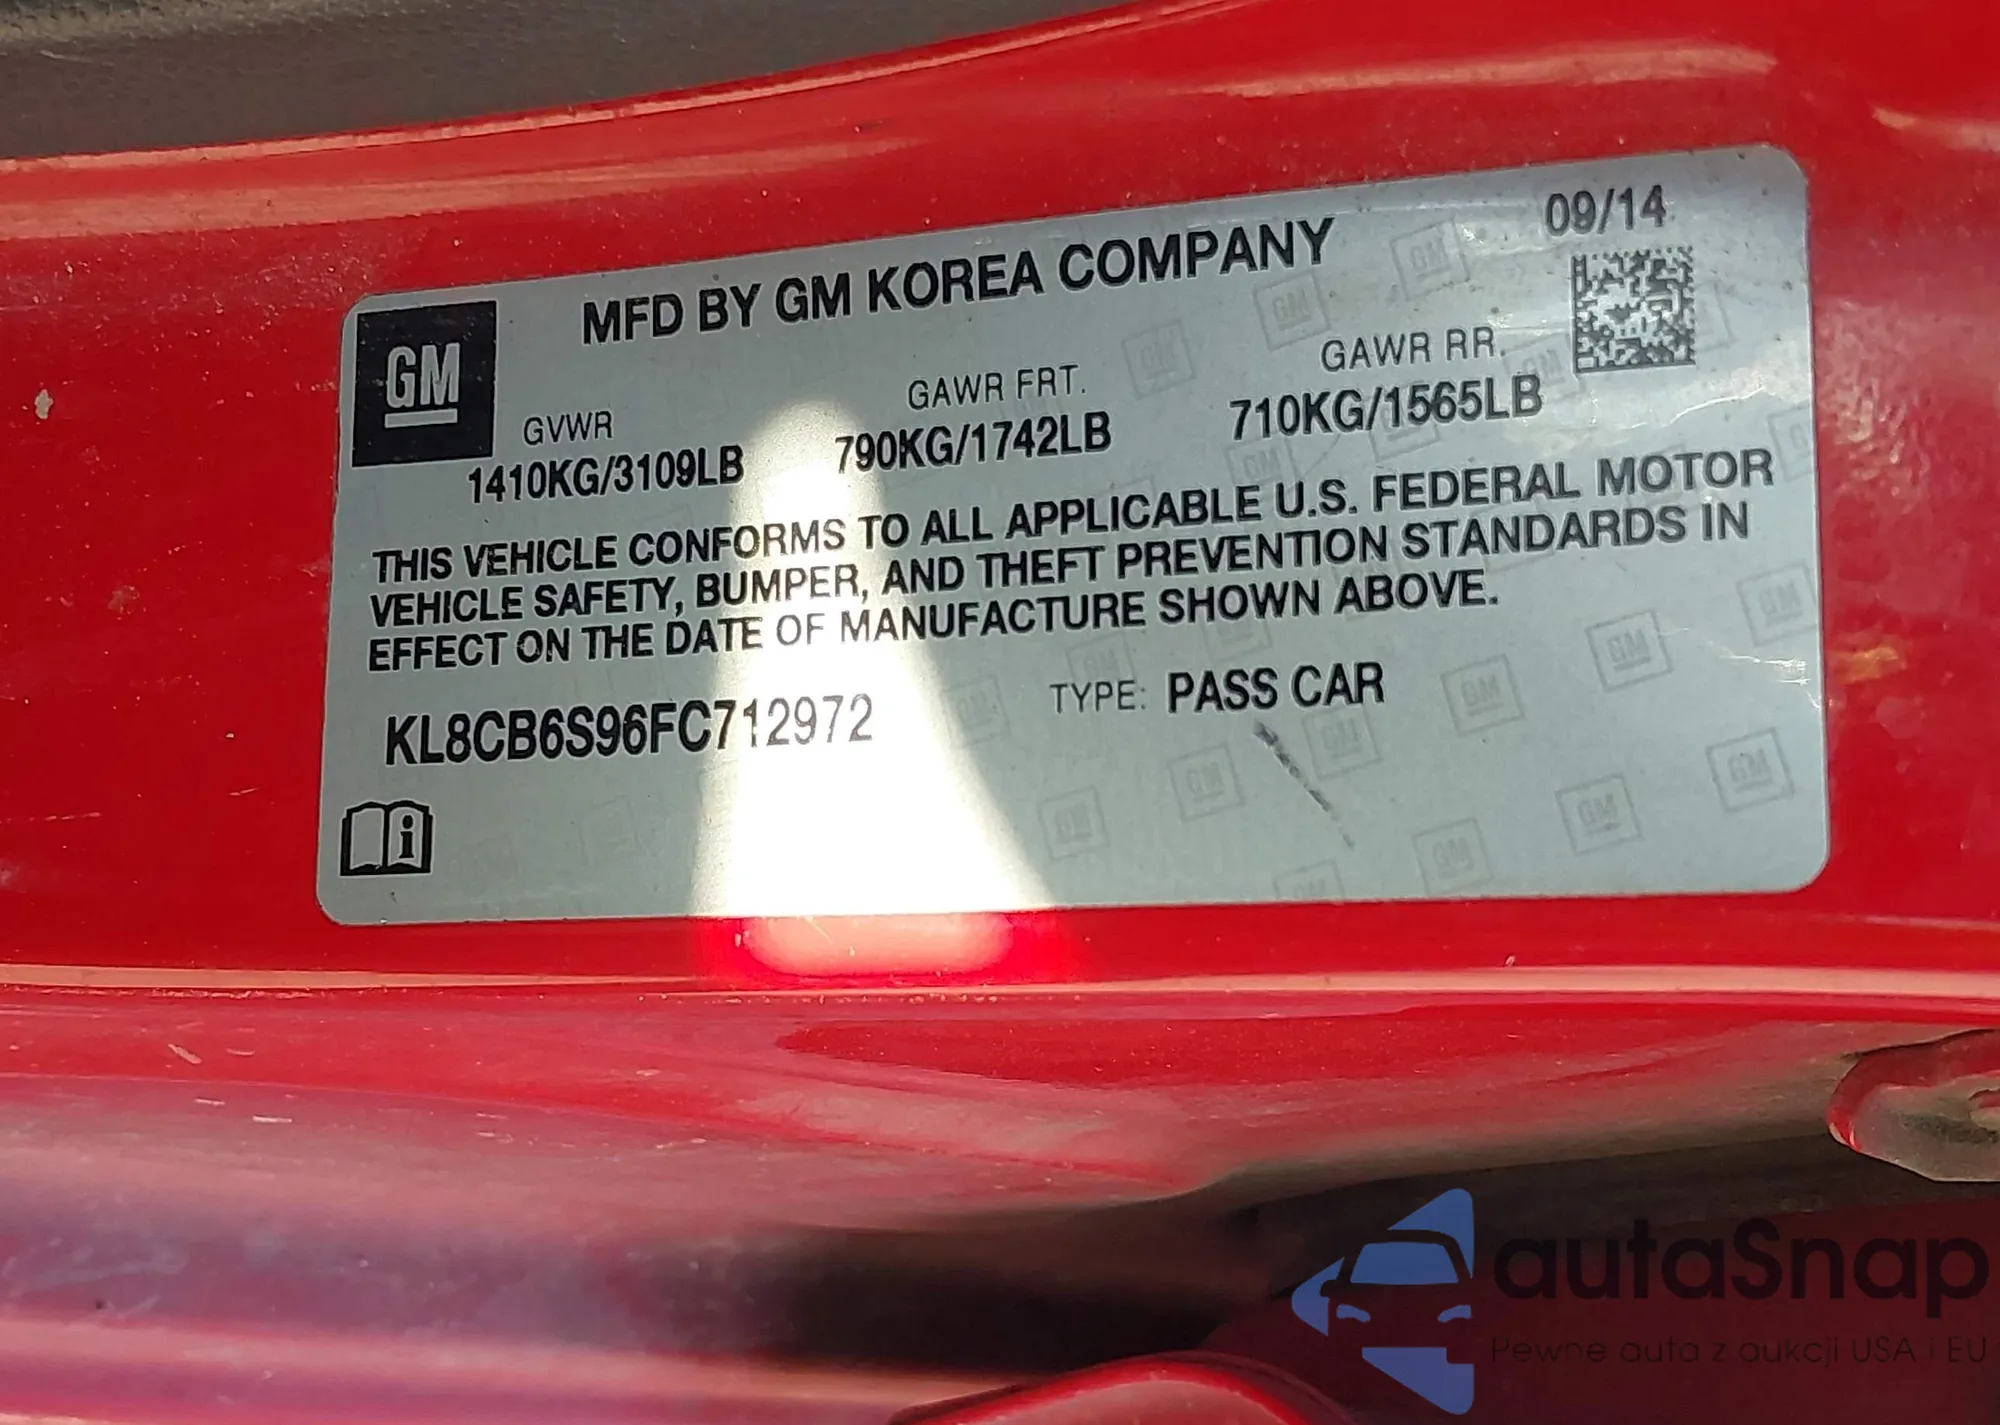 09/14
MFD BY GM KOREA COMPANY
GM
GVWR GAWR FRT. GAWR RR.
1410KG/3109LB 790KG/1742LB 710KG/1565LB
THIS VEHICLE CONFORMS TO ALL APPLICABLE U.S. FEDERAL MOTOR
VEHICLE SAFETY, BUMPER, AND THEFT PREVENTION STANDARDS IN
EFFECT ON THE DATE OF MANUFACTURE SHOWN ABOVE.
KL8CB6S96FC712972 TYPE: PASS CAR
i
autaSnap
Pewne auta z aukcji USA i EU